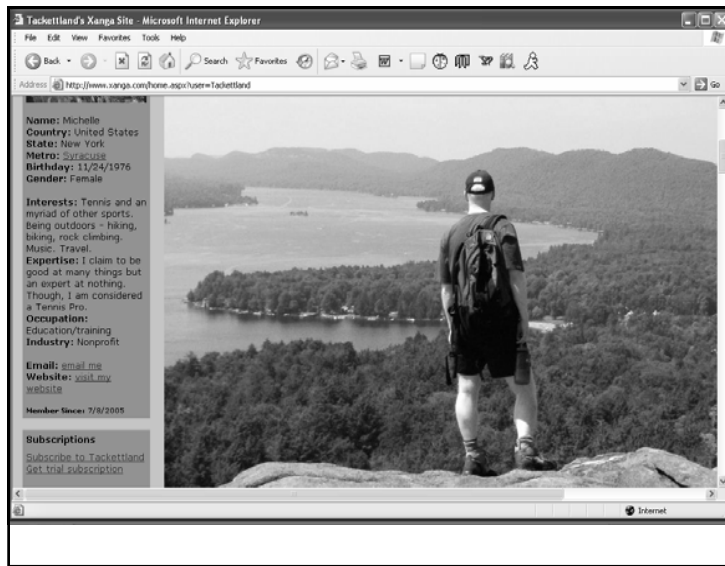 Tackettland's Xanga Site - Microsoft Internet Explorer
File Edit View Favorites Tools Help
Back Search Favorites
Address http://www.xanga.com/home.aspx?user=Tackettland Go
Name: Michelle
Country: United States
State: New York
Metro: Syracuse
Birthday: 11/24/1976
Gender: Female
Interests: Tennis and an
myriad of other sports.
Being outdoors - hiking,
biking, rock climbing.
Music. Travel.
Expertise: I claim to be
good at many things but
an expert at nothing.
Though, I am considered
a Tennis Pro.
Occupation:
Education/training
Industry: Nonprofit
Email: email me
Website: visit my
website
Member Since: 7/8/2005
Subscriptions
Subscribe to Tackettland
Get trial subscription
Internet